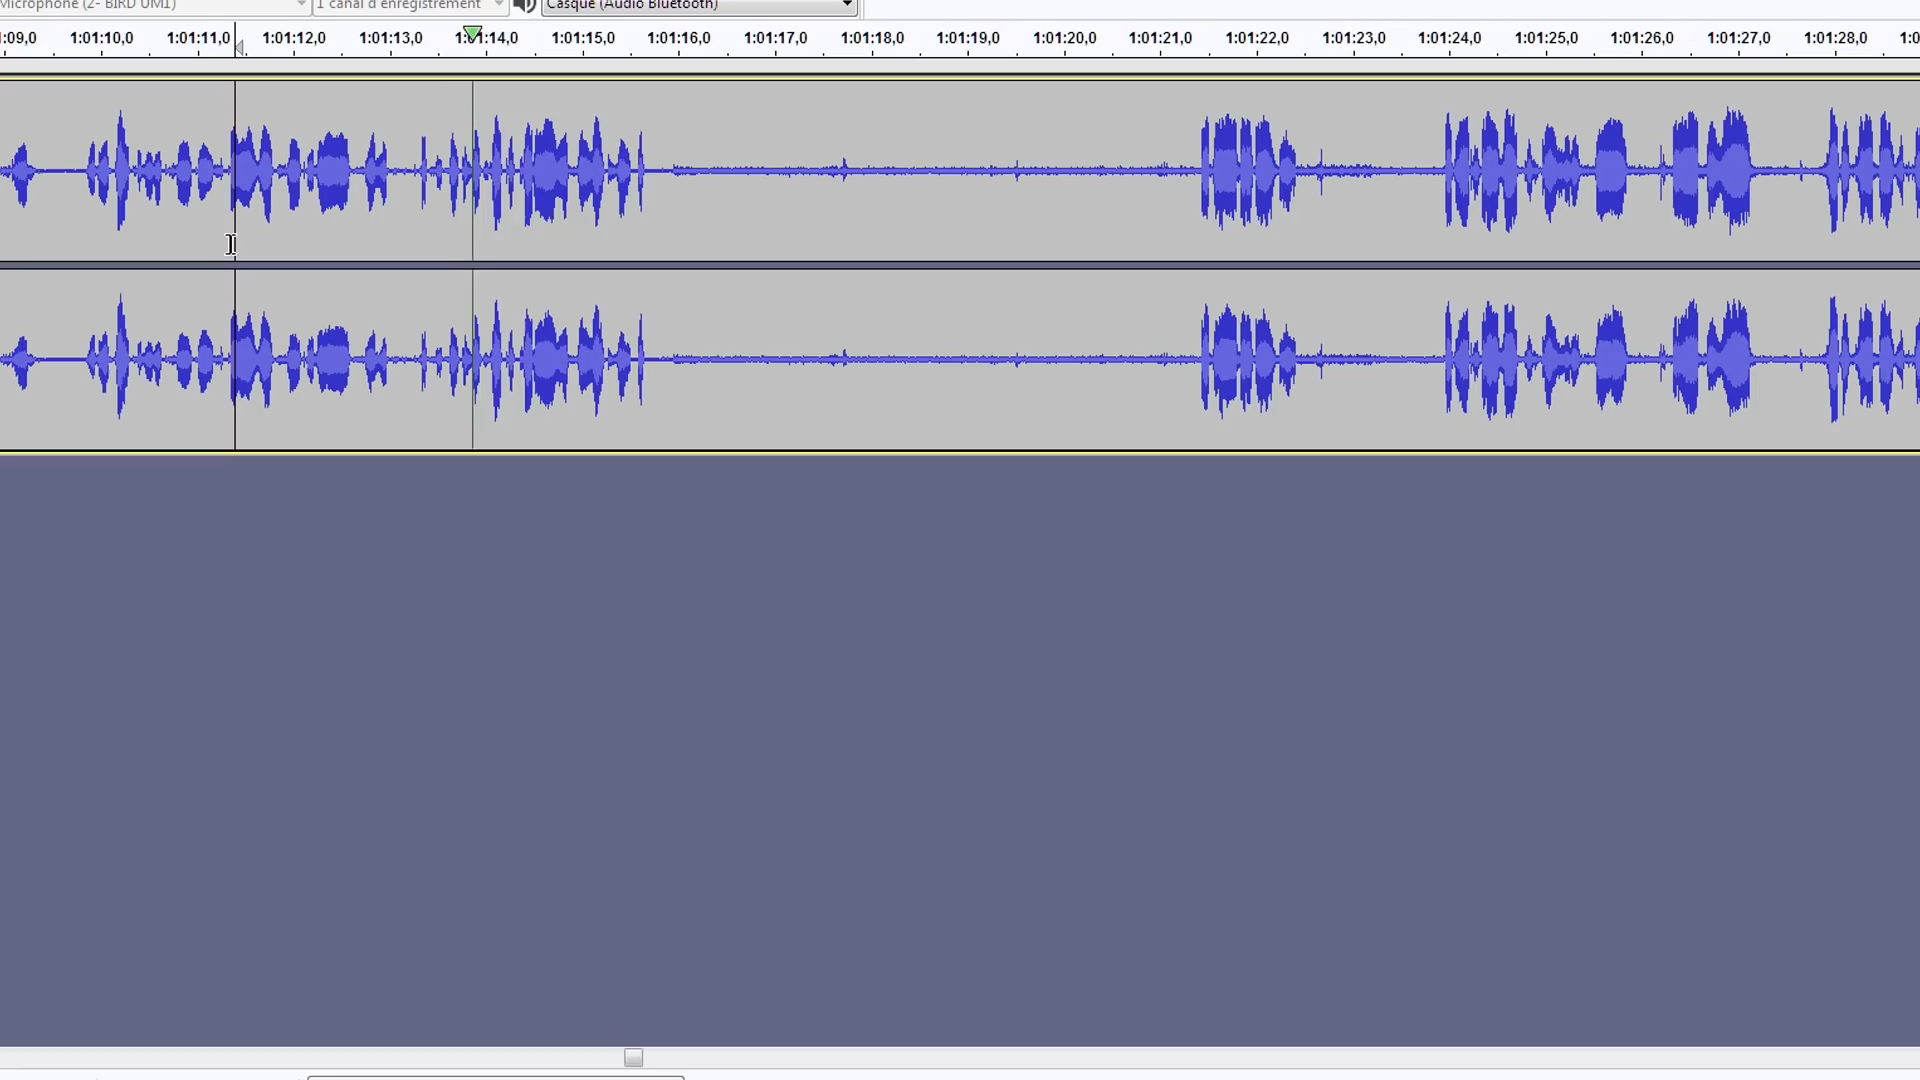 Microphone (2- BIRD UM1) 1 canal d'enregistrement Casque (Audio Bluetooth)
:09,0 1:01:10,0 1:01:11,0 1:01:12,0 1:01:13,0 1:01:14,0 1:01:15,0 1:01:16,0 1:01:17,0 1:01:18,0 1:01:19,0 1:01:20,0 1:01:21,0 1:01:22,0 1:01:23,0 1:01:24,0 1:01:25,0 1:01:26,0 1:01:27,0 1:01:28,0 1:0